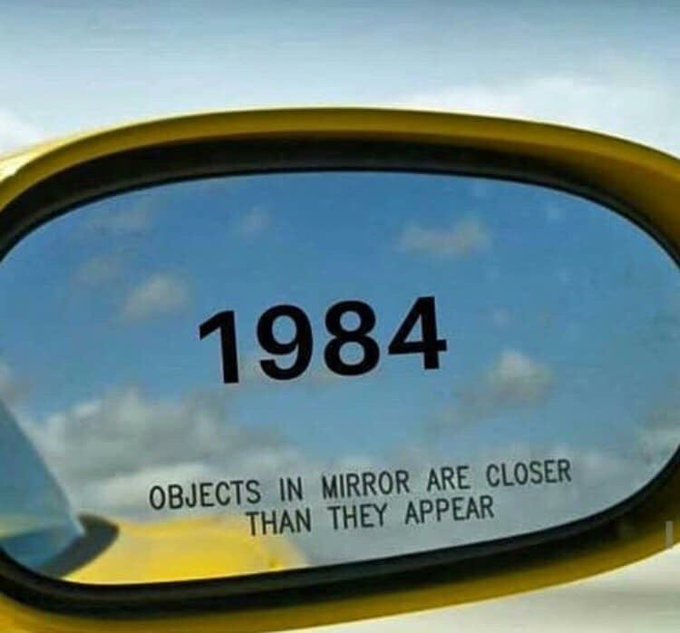 1984
OBJECTS IN MIRROR ARE CLOSER
THAN THEY APPEAR